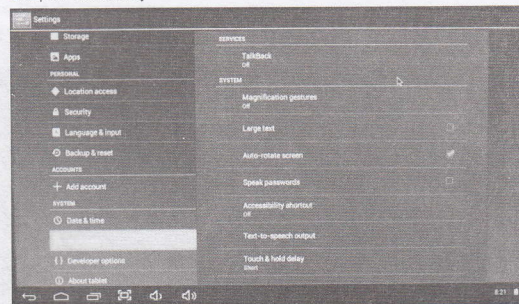 Settings
Storage
Apps
PERSONAL
Location access
Security
Language & input
Backup & reset
ACCOUNTS
+ Add account
SYSTEM
Date & time
{ } Developer options
About tablet
SERVICES
TalkBack
Off
SYSTEM
Magnification gestures
Off
Large text
Auto-rotate screen
Speak passwords
Accessibility shortcut
Off
Text-to-speech output
Touch & hold delay
Short
8:21